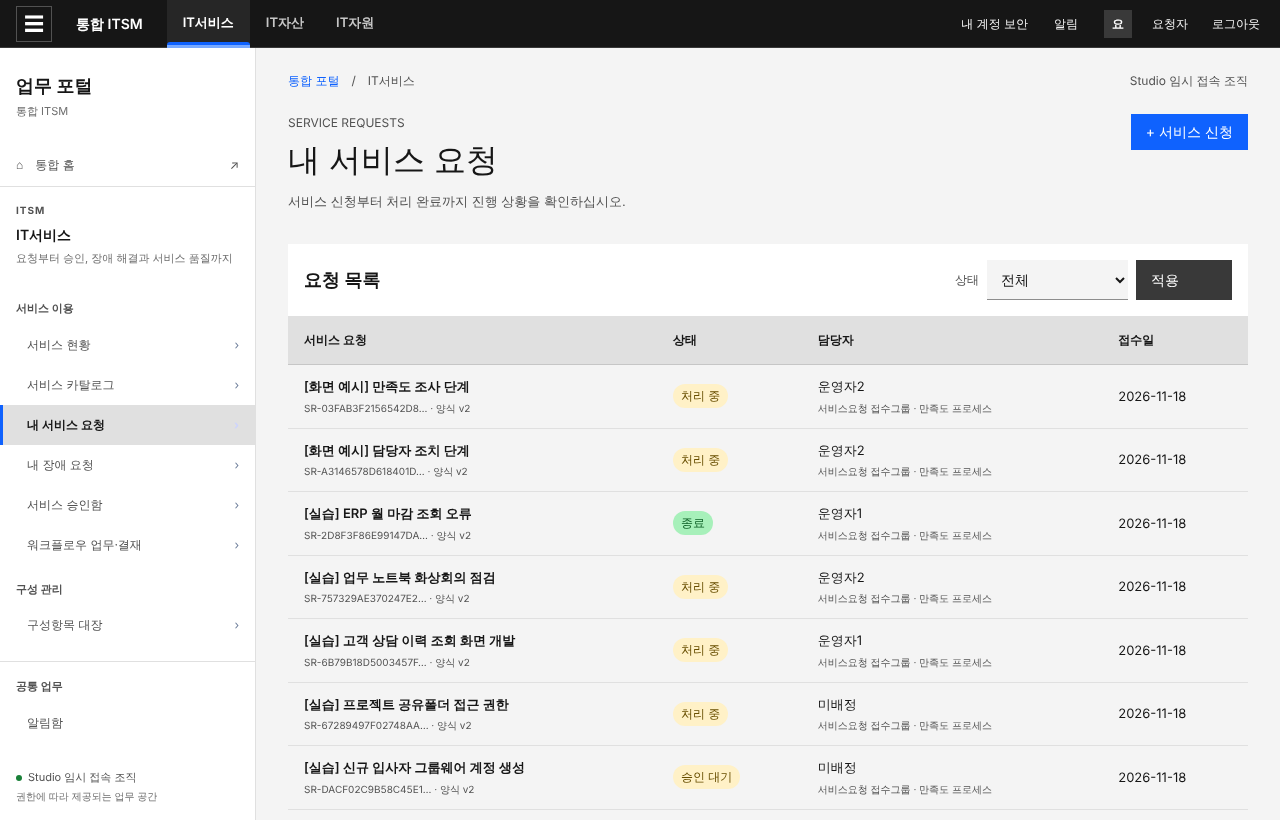 통합 ITSM
IT서비스
IT자산
IT자원
내 계정 보안
알림
요
요청자
로그아웃
업무 포털
통합 ITSM
통합 홈
ITSM
IT서비스
요청부터 승인, 장애 해결과 서비스 품질까지
서비스 이용
서비스 현황
서비스 카탈로그
내 서비스 요청
내 장애 요청
서비스 승인함
워크플로우 업무·결재
구성 관리
구성항목 대장
공통 업무
알림함
Studio 임시 접속 조직
권한에 따라 제공되는 업무 공간
통합 포털 / IT서비스
Studio 임시 접속 조직
SERVICE REQUESTS
내 서비스 요청
서비스 신청부터 처리 완료까지 진행 상황을 확인하십시오.
+ 서비스 신청
요청 목록
상태
전체
적용
서비스 요청 상태 담당자 접수일
[화면 예시] 만족도 조사 단계
SR-03FAB3F2156542D8... · 양식 v2
처리 중
운영자2
서비스요청 접수그룹 · 만족도 프로세스
2026-11-18
[화면 예시] 담당자 조치 단계
SR-A3146578D618401D... · 양식 v2
처리 중
운영자2
서비스요청 접수그룹 · 만족도 프로세스
2026-11-18
[실습] ERP 월 마감 조회 오류
SR-2D8F3F86E99147DA... · 양식 v2
종료
운영자1
서비스요청 접수그룹 · 만족도 프로세스
2026-11-18
[실습] 업무 노트북 화상회의 점검
SR-757329AE370247E2... · 양식 v2
처리 중
운영자2
서비스요청 접수그룹 · 만족도 프로세스
2026-11-18
[실습] 고객 상담 이력 조회 화면 개발
SR-6B79B18D5003457F... · 양식 v2
처리 중
운영자1
서비스요청 접수그룹 · 만족도 프로세스
2026-11-18
[실습] 프로젝트 공유폴더 접근 권한
SR-67289497F02748AA... · 양식 v2
처리 중
미배정
서비스요청 접수그룹 · 만족도 프로세스
2026-11-18
[실습] 신규 입사자 그룹웨어 계정 생성
SR-DACF02C9B58C45E1... · 양식 v2
승인 대기
미배정
서비스요청 접수그룹 · 만족도 프로세스
2026-11-18